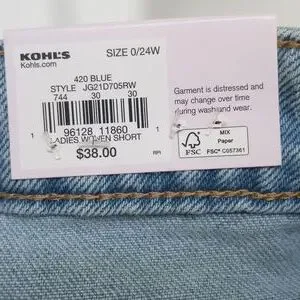 KOHL'S
Kohls.com
SIZE 0/24W
420 BLUE
STYLE JG21D705RW
744 30 30
1 96128 11860 1
LADIES WOMEN SHORT
$38.00
RPI
Garment is distressed and
may change over time
during wash and wear.
FSC
MIX
Paper
FSC® C057361